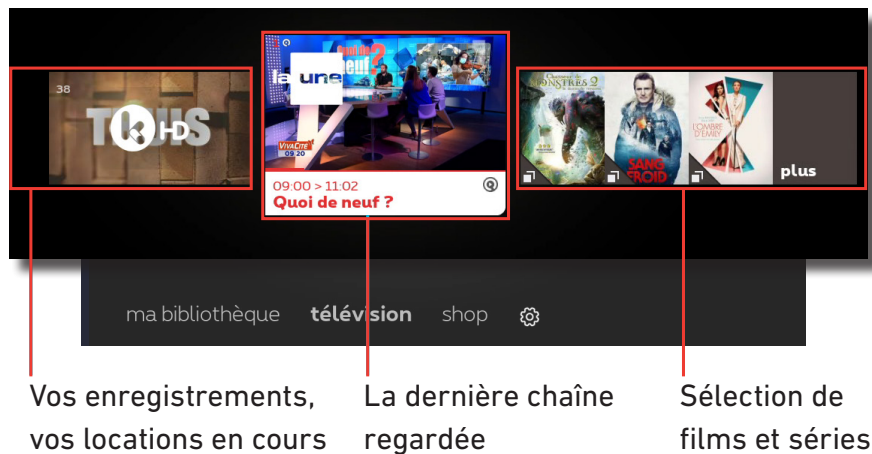 38
TOUS
k HD
1
Quoi de
neuf?
la une
VIVACITÉ
09:20
09:00 > 11:02
Quoi de neuf ?
MONSTRES 2
SANG
FROID
L'OMBRE
D'EMILY
plus
ma bibliothèque télévision shop
Vos enregistrements,
vos locations en cours
La dernière chaîne
regardée
Sélection de
films et séries